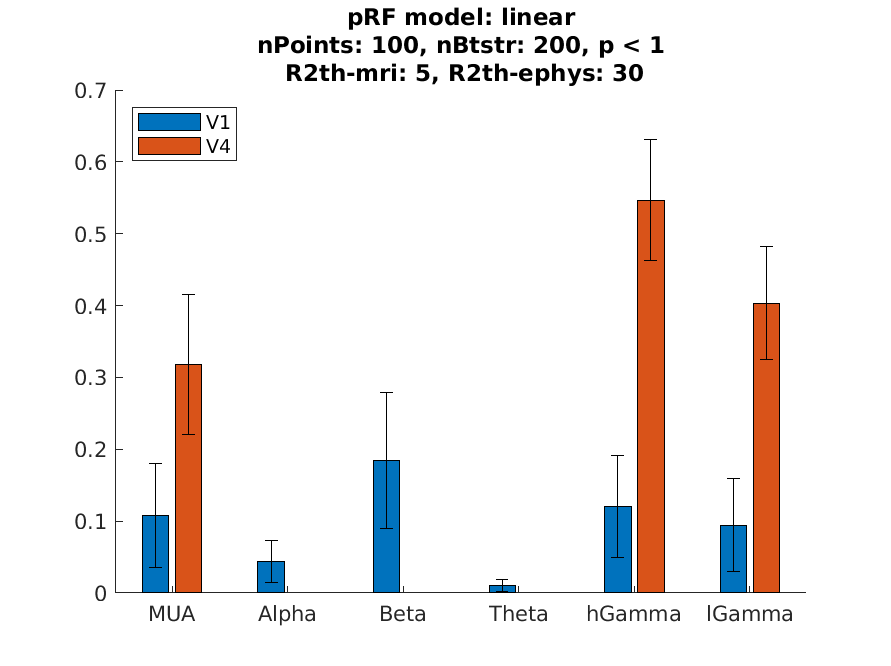 pRF model: linear
nPoints: 100, nBtstr: 200, p < 1
R2th-mri: 5, R2th-ephys: 30
0.7
0.6
0.5
0.4
0.3
0.2
0.1
0
V1
V4
MUA Alpha Beta Theta hGamma lGamma